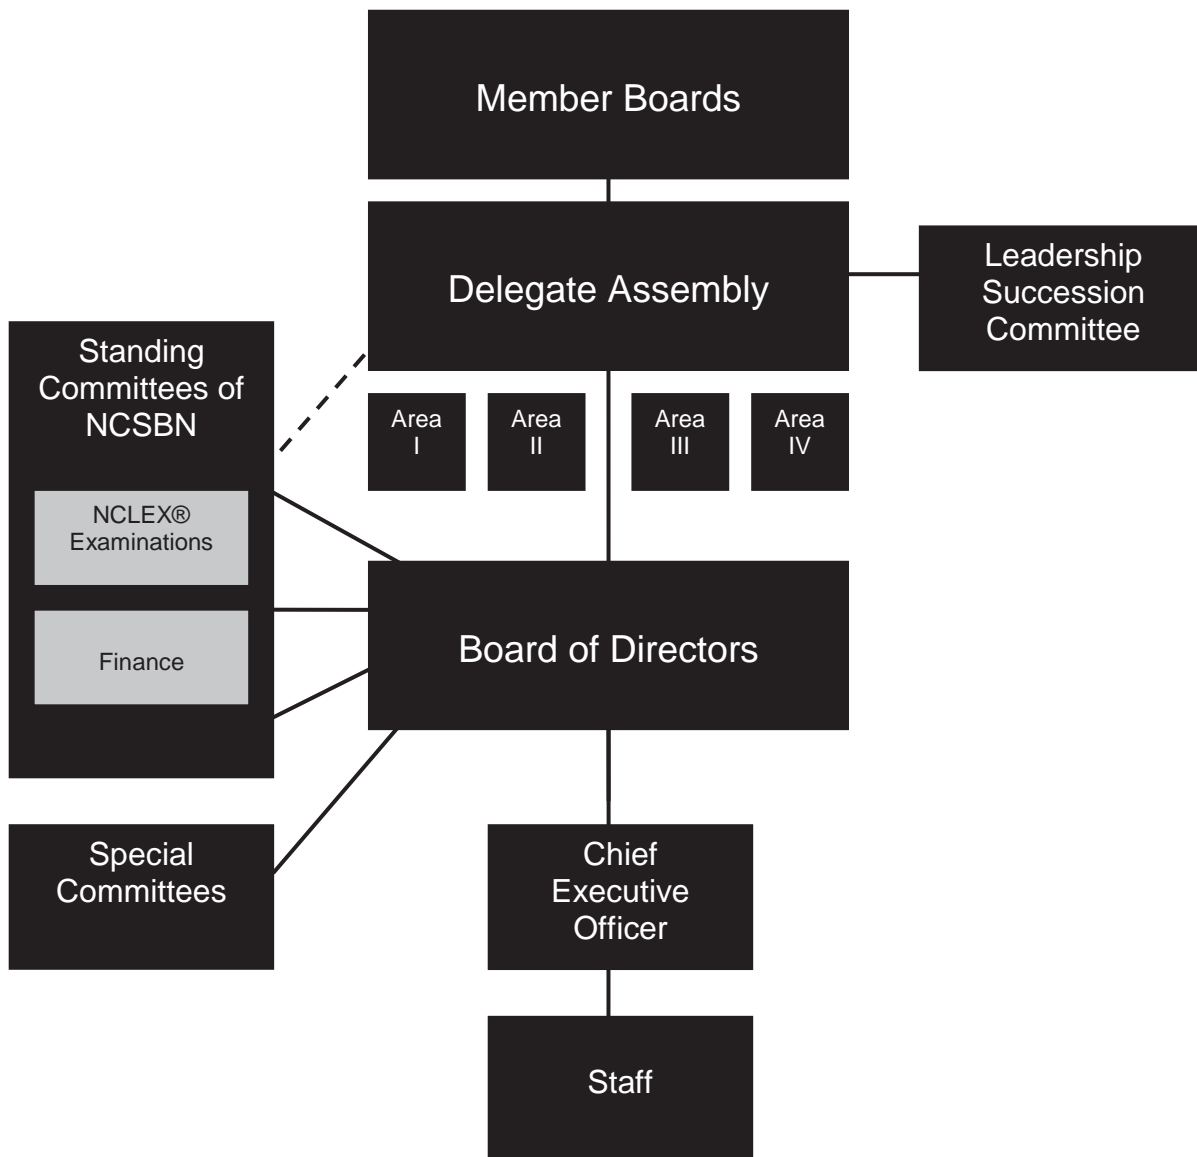 Member Boards
Delegate Assembly
Leadership
Succession
Committee
Standing
Committees of
NCSBN
NCLEX®
Examinations
Finance
Area
I
Area
II
Area
III
Area
IV
Board of Directors
Special
Committees
Chief
Executive
Officer
Staff